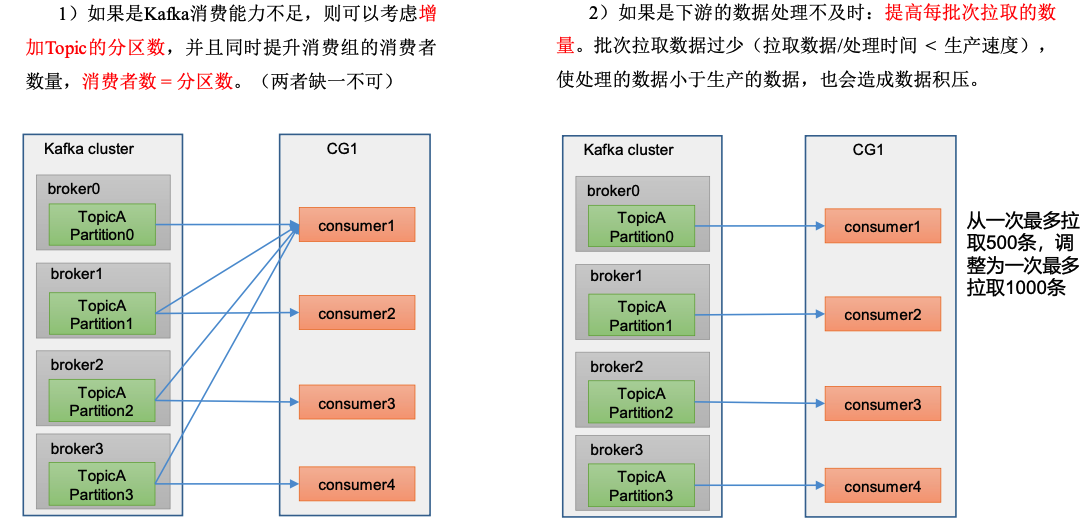 1）如果是Kafka消费能力不足，则可以考虑增
加Topic的分区数，并且同时提升消费组的消费者
数量，消费者数 = 分区数。（两者缺一不可）
Kafka cluster
broker0
TopicA
Partition0
broker1
TopicA
Partition1
broker2
TopicA
Partition2
broker3
TopicA
Partition3
CG1
consumer1
consumer2
consumer3
consumer4
2）如果是下游的数据处理不及时：提高每批次拉取的数
量。批次拉取数据过少（拉取数据/处理时间 < 生产速度），
使处理的数据小于生产的数据，也会造成数据积压。
Kafka cluster
broker0
TopicA
Partition0
broker1
TopicA
Partition1
broker2
TopicA
Partition2
broker3
TopicA
Partition3
CG1
consumer1
consumer2
consumer3
consumer4
从一次最多拉
取500条，调
整为一次最多
拉取1000条